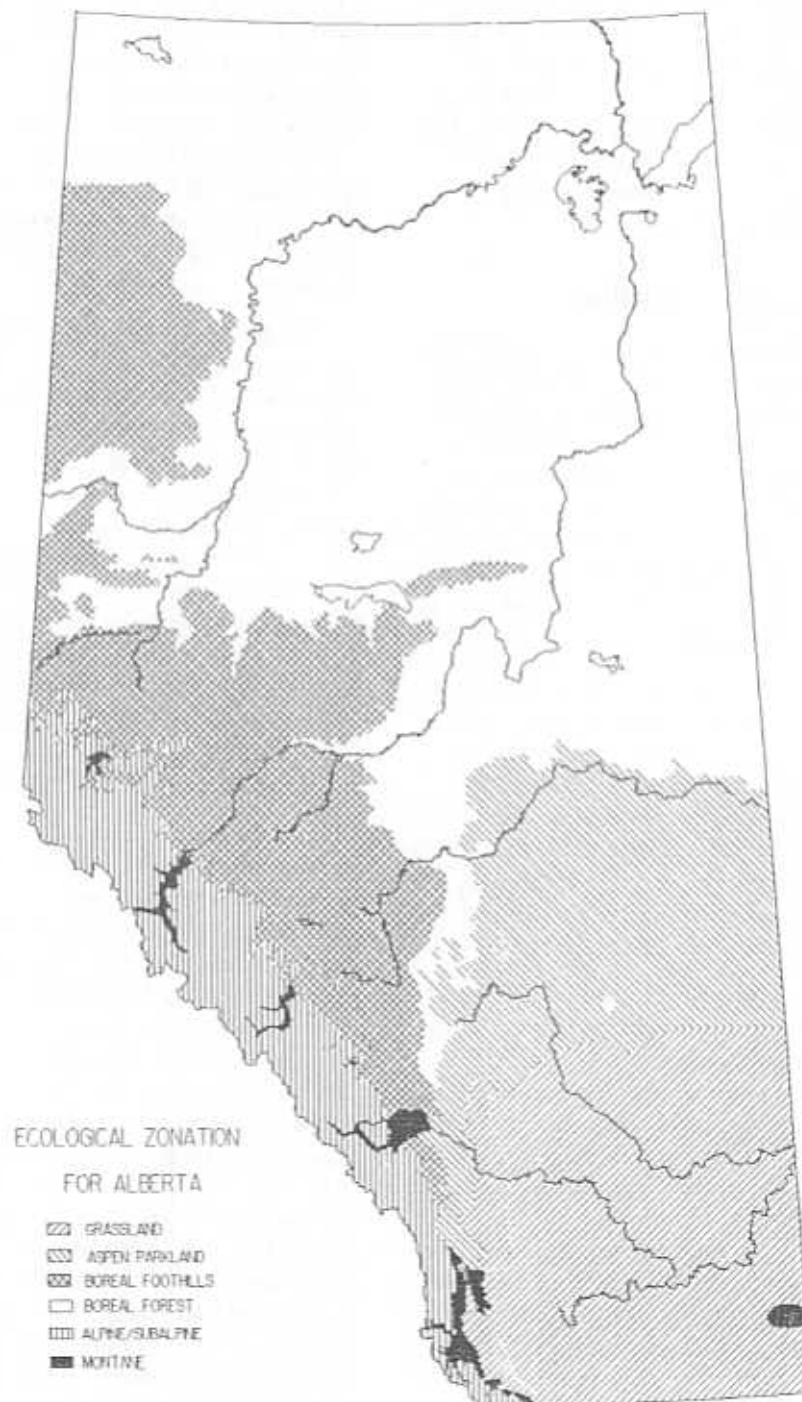 ECOLOGICAL ZONATION
FOR ALBERTA
GRASSLAND
ASPEN PARKLAND
BOREAL FOOTHILLS
BOREAL FOREST
ALPINE/SUBALPINE
MONTANE